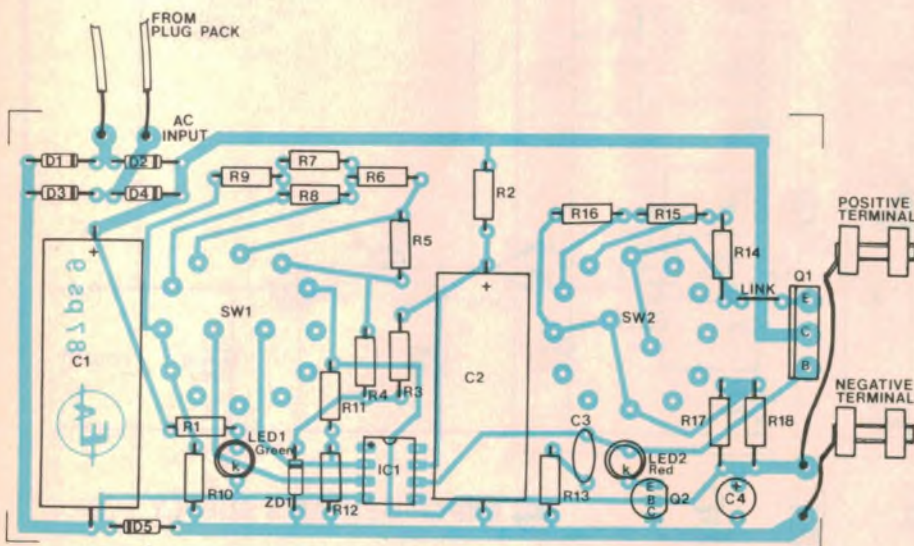 FROM
PLUG PACK
AC
INPUT
D1
D2
D3
D4
R9
R7
R8
R6
R5
R2
R16
R15
R14
POSITIVE
TERMINAL
LINK
Q1
E
C
B
+
87ps9
EA
C1
SW1
+
C2
SW2
R4
R3
R11
R1
LED1
Green
k
R10
ZD1
R12
IC1
C3
R13
LED2
Red
k
E
B
C
Q2
R17
R18
+
C4
NEGATIVE
TERMINAL
D5